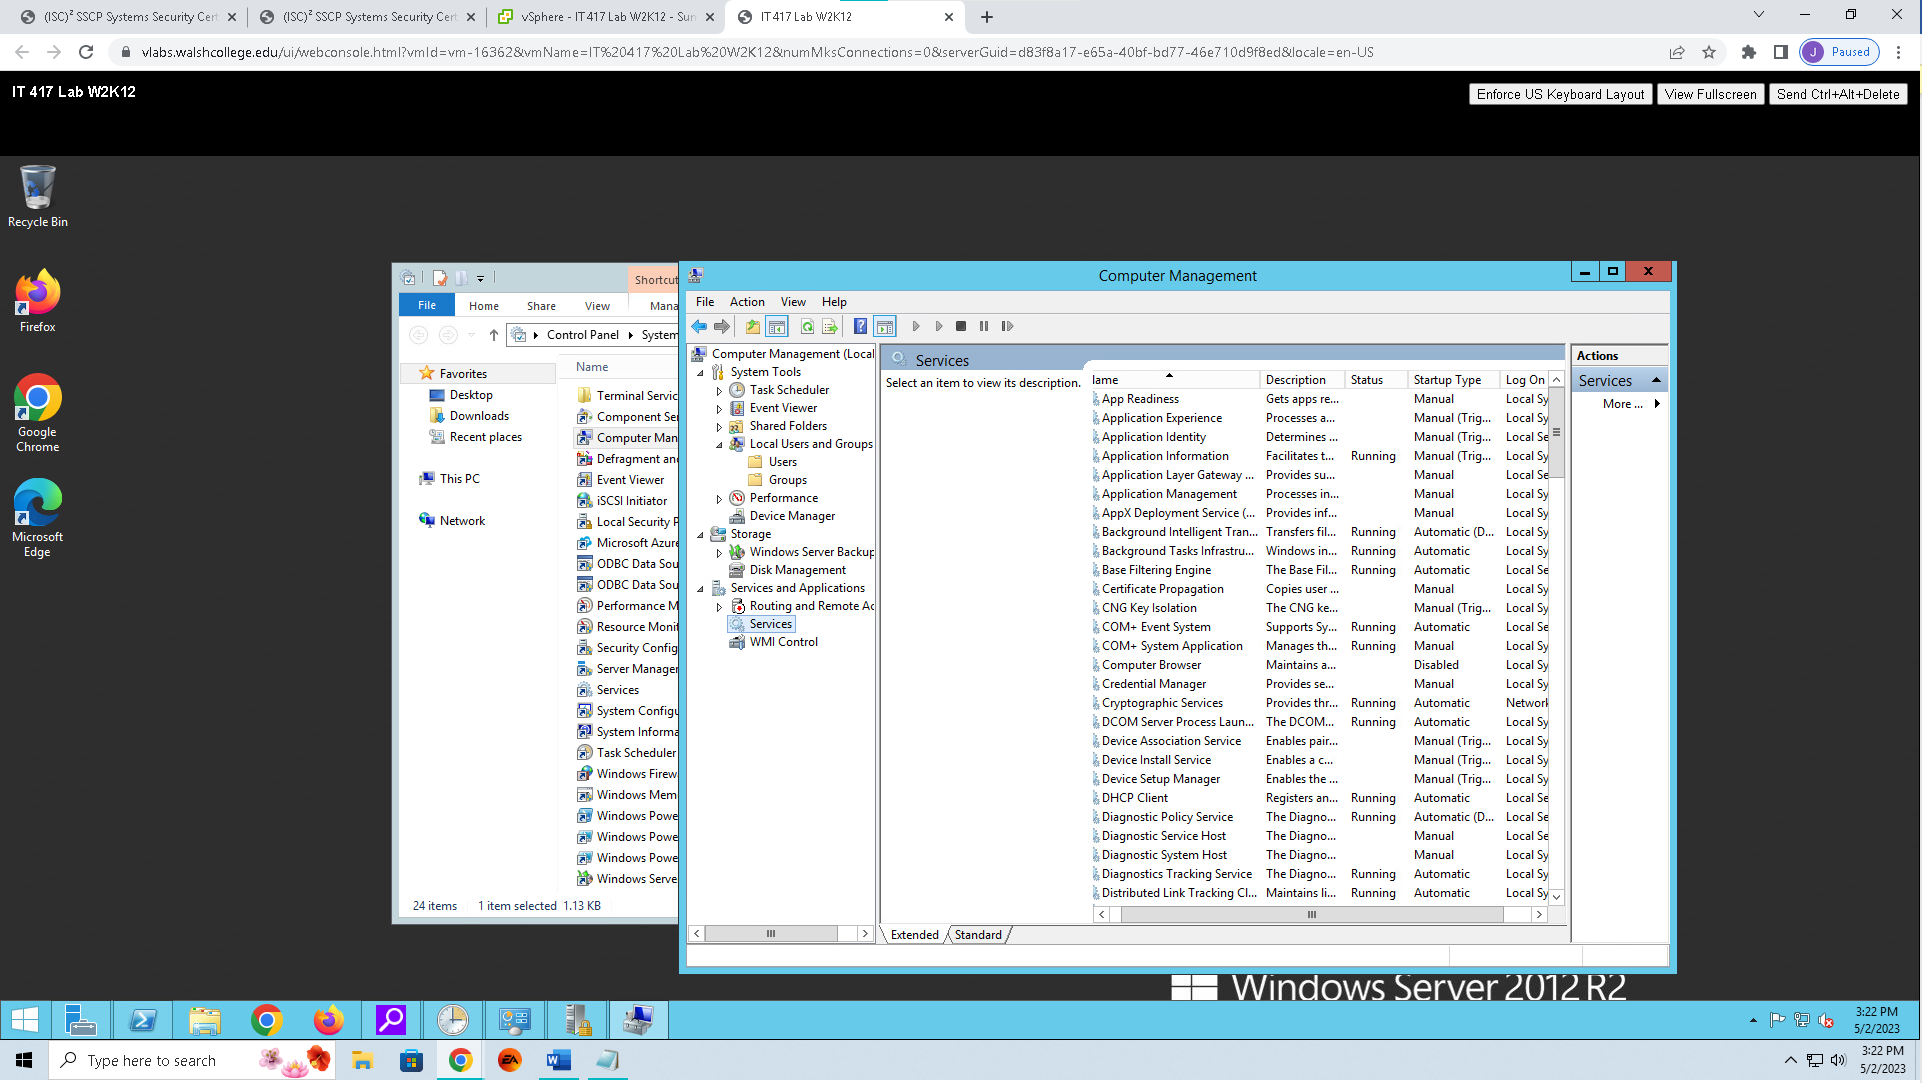 (ISC)² SSCP Systems Security Cert
(ISC)² SSCP Systems Security Cert
vSphere - IT417 Lab W2K12 - Sum
IT417 Lab W2K12
vlabs.walshcollege.edu/ui/webconsole.html?vmId=vm-16362&vmName=IT%20417%20Lab%20W2K12&numMksConnections=0&serverGuid=d83f8a17-e65a-40bf-bd77-46e710d9f8ed&locale=en-US
J Paused
IT 417 Lab W2K12
Enforce US Keyboard Layout View Fullscreen Send Ctrl+Alt+Delete
Recycle Bin
Firefox
Google
Chrome
Microsoft
Edge
Shortcut
File Home Share View Mana
Control Panel System
Name
Favorites
Desktop
Downloads
Recent places
This PC
Network
Terminal Servic
Component Se
Computer Man
Defragment and
Event Viewer
iSCSI Initiator
Local Security P
Microsoft Azure
ODBC Data Sou
ODBC Data Sou
Performance M
Resource Monit
Security Config
Server Manager
Services
System Configu
System Informa
Task Scheduler
Windows Firew
Windows Mem
Windows Powe
Windows Powe
Windows Powe
Windows Serve
24 items 1 item selected 1.13 KB
Computer Management
File Action View Help
Computer Management (Local
System Tools
Task Scheduler
Event Viewer
Shared Folders
Local Users and Groups
Users
Groups
Performance
Device Manager
Storage
Windows Server Backup
Disk Management
Services and Applications
Routing and Remote Ac
Services
WMI Control
Services
Select an item to view its description.
lame Description Status Startup Type Log On
App Readiness Gets apps re... Manual Local Sy
Application Experience Processes a... Manual (Trig... Local Sy
Application Identity Determines ... Manual (Trig... Local Se
Application Information Facilitates t... Running Manual (Trig... Local Sy
Application Layer Gateway ... Provides su... Manual Local Se
Application Management Processes in... Manual Local Sy
AppX Deployment Service (... Provides inf... Manual Local Sy
Background Intelligent Tran... Transfers fil... Running Automatic (D... Local Sy
Background Tasks Infrastru... Windows in... Running Automatic Local Sy
Base Filtering Engine The Base Fil... Running Automatic Local Se
Certificate Propagation Copies user ... Manual Local Sy
CNG Key Isolation The CNG ke... Manual (Trig... Local Sy
COM+ Event System Supports Sy... Running Automatic Local Se
COM+ System Application Manages th... Running Manual Local Sy
Computer Browser Maintains a... Disabled Local Sy
Credential Manager Provides se... Manual Local Sy
Cryptographic Services Provides thr... Running Automatic Network
DCOM Server Process Laun... The DCOM... Running Automatic Local Sy
Device Association Service Enables pair... Manual (Trig... Local Sy
Device Install Service Enables a c... Manual (Trig... Local Sy
Device Setup Manager Enables the ... Manual (Trig... Local Sy
DHCP Client Registers an... Running Automatic Local Se
Diagnostic Policy Service The Diagno... Running Automatic (D... Local Se
Diagnostic Service Host The Diagno... Manual Local Se
Diagnostic System Host The Diagno... Manual Local Sy
Diagnostics Tracking Service The Diagno... Running Automatic Local Sy
Distributed Link Tracking Cl... Maintains li... Running Automatic Local Sy
Extended Standard
Actions
Services
More ...
Windows Server 2012 R2
3:22 PM
5/2/2023
Type here to search
EA
3:22 PM
5/2/2023